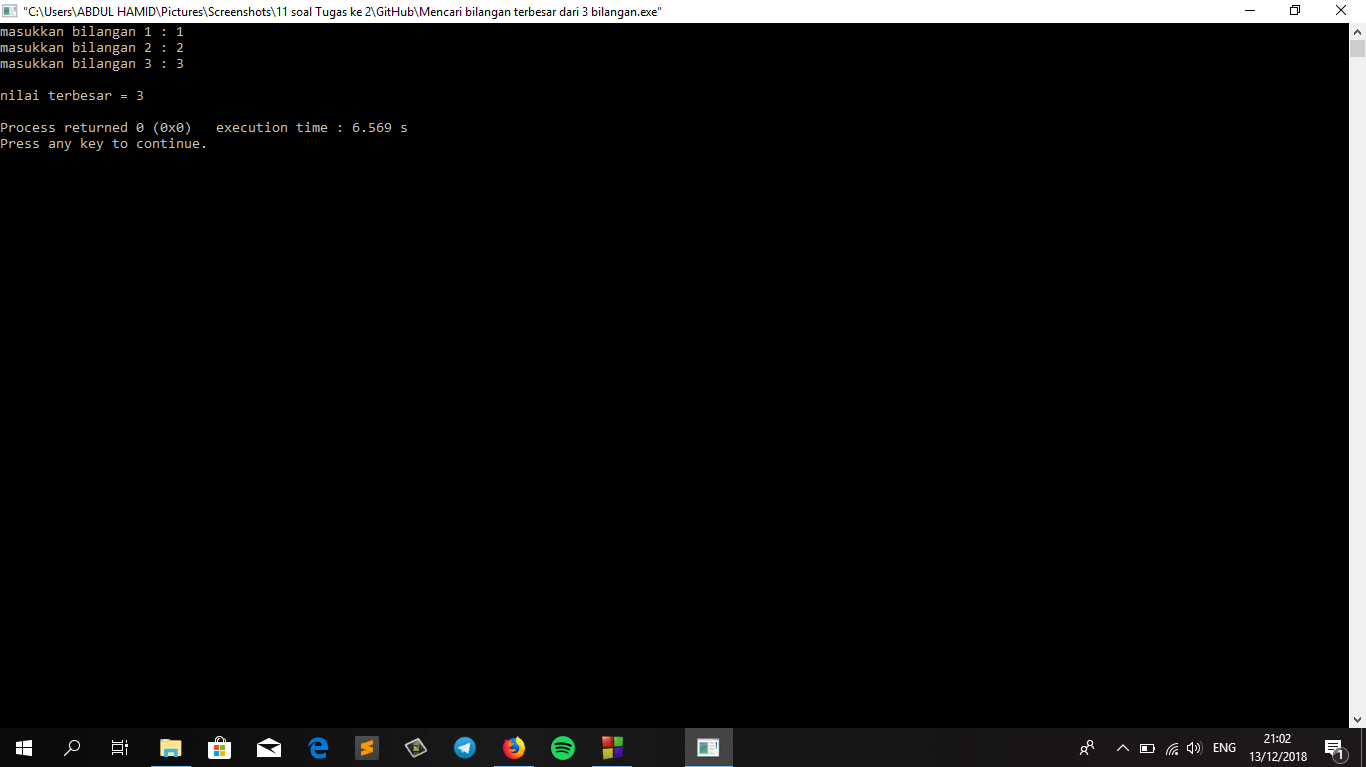 "C:\Users\ABDUL HAMID\Pictures\Screenshots\11 soal Tugas ke 2\GitHub\Mencari bilangan terbesar dari 3 bilangan.exe"
masukkan bilangan 1 : 1
masukkan bilangan 2 : 2
masukkan bilangan 3 : 3
nilai terbesar = 3
Process returned 0 (0x0)   execution time : 6.569 s
Press any key to continue.
ENG
21:02
13/12/2018
1